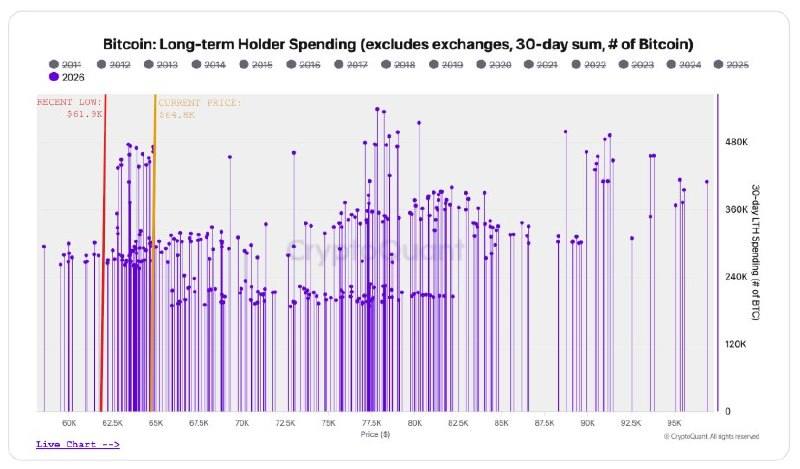 Bitcoin: Long-term Holder Spending (excludes exchanges, 30-day sum, # of Bitcoin)
2011 2012 2013 2014 2015 2016 2017 2018 2019 2020 2021 2022 2023 2024 2025
2026
RECENT LOW: CURRENT PRICE:
$61.9K $64.8K
480K
360K
240K
120K
0
30-day LTH Spending (# of BTC)
CryptoQuant
60K 62.5K 65K 67.5K 70K 72.5K 75K 77.5K 80K 82.5K 85K 87.5K 90K 92.5K 95K
Price ($)
Live Chart -->
© CryptoQuant. All rights reserved